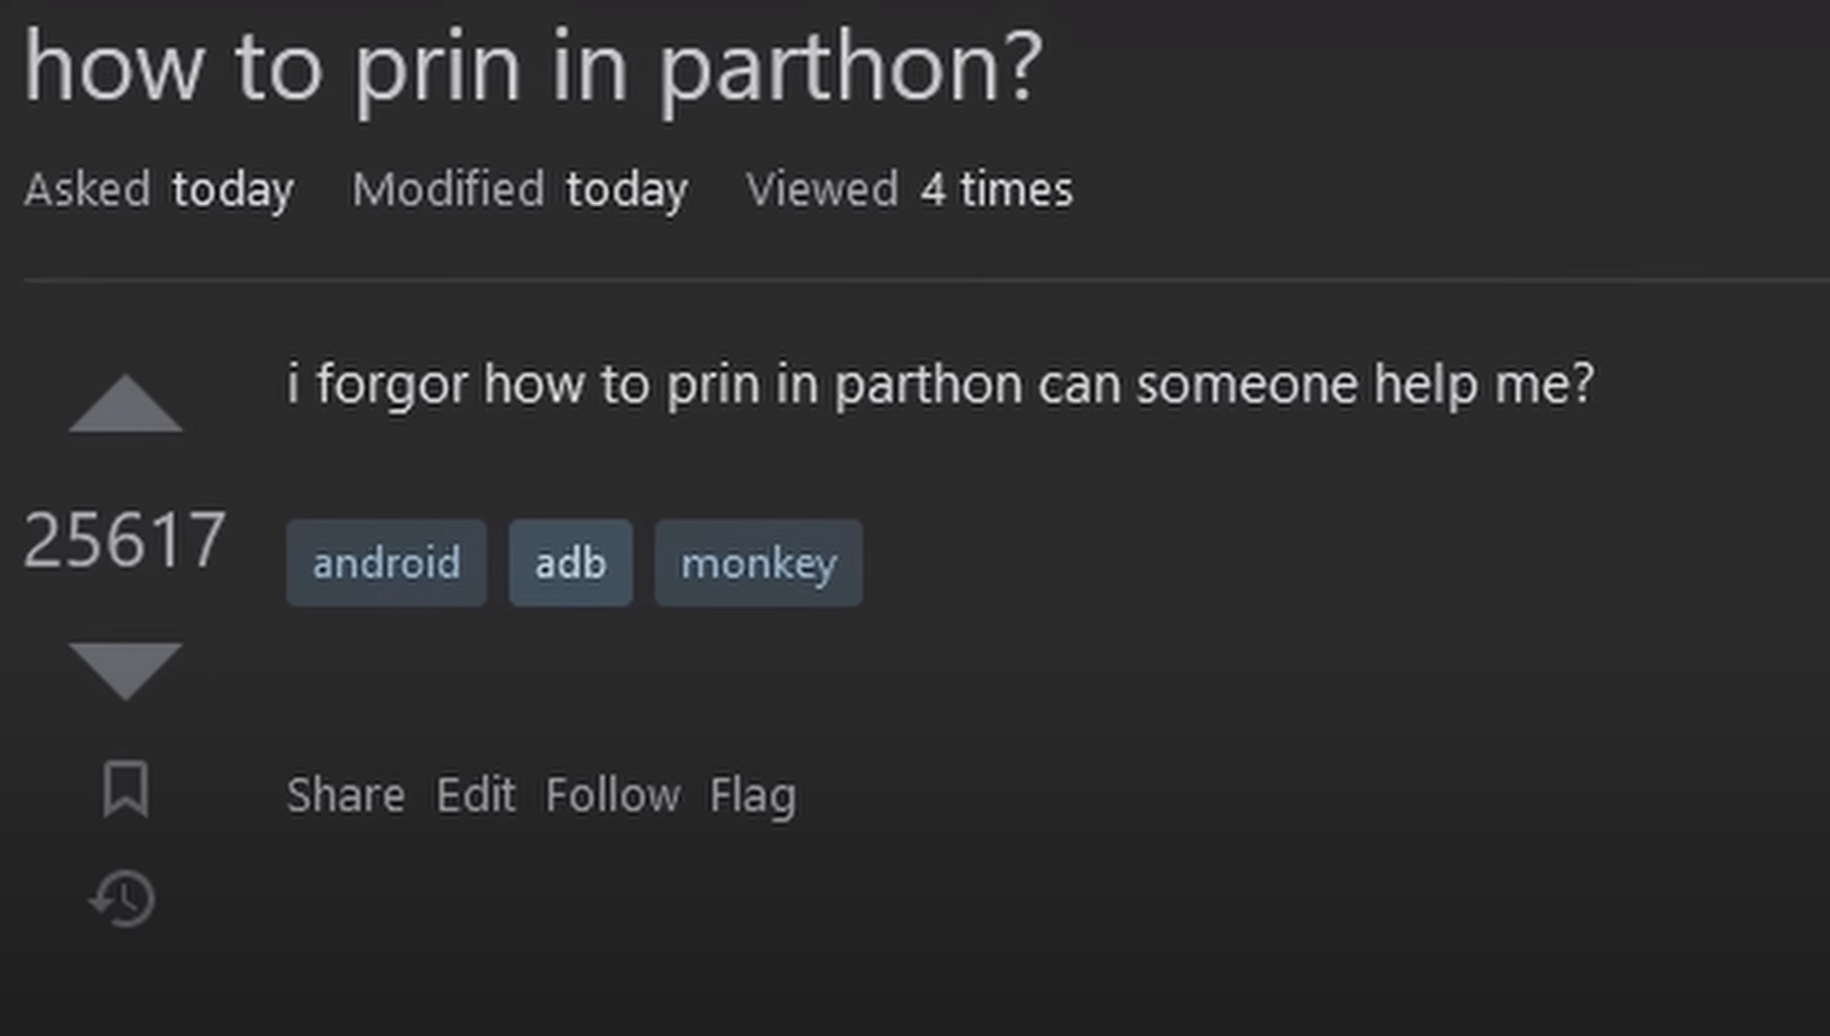 how to prin in parthon?
Asked today Modified today Viewed 4 times
i forgor how to prin in parthon can someone help me?
25617
android adb monkey
Share Edit Follow Flag